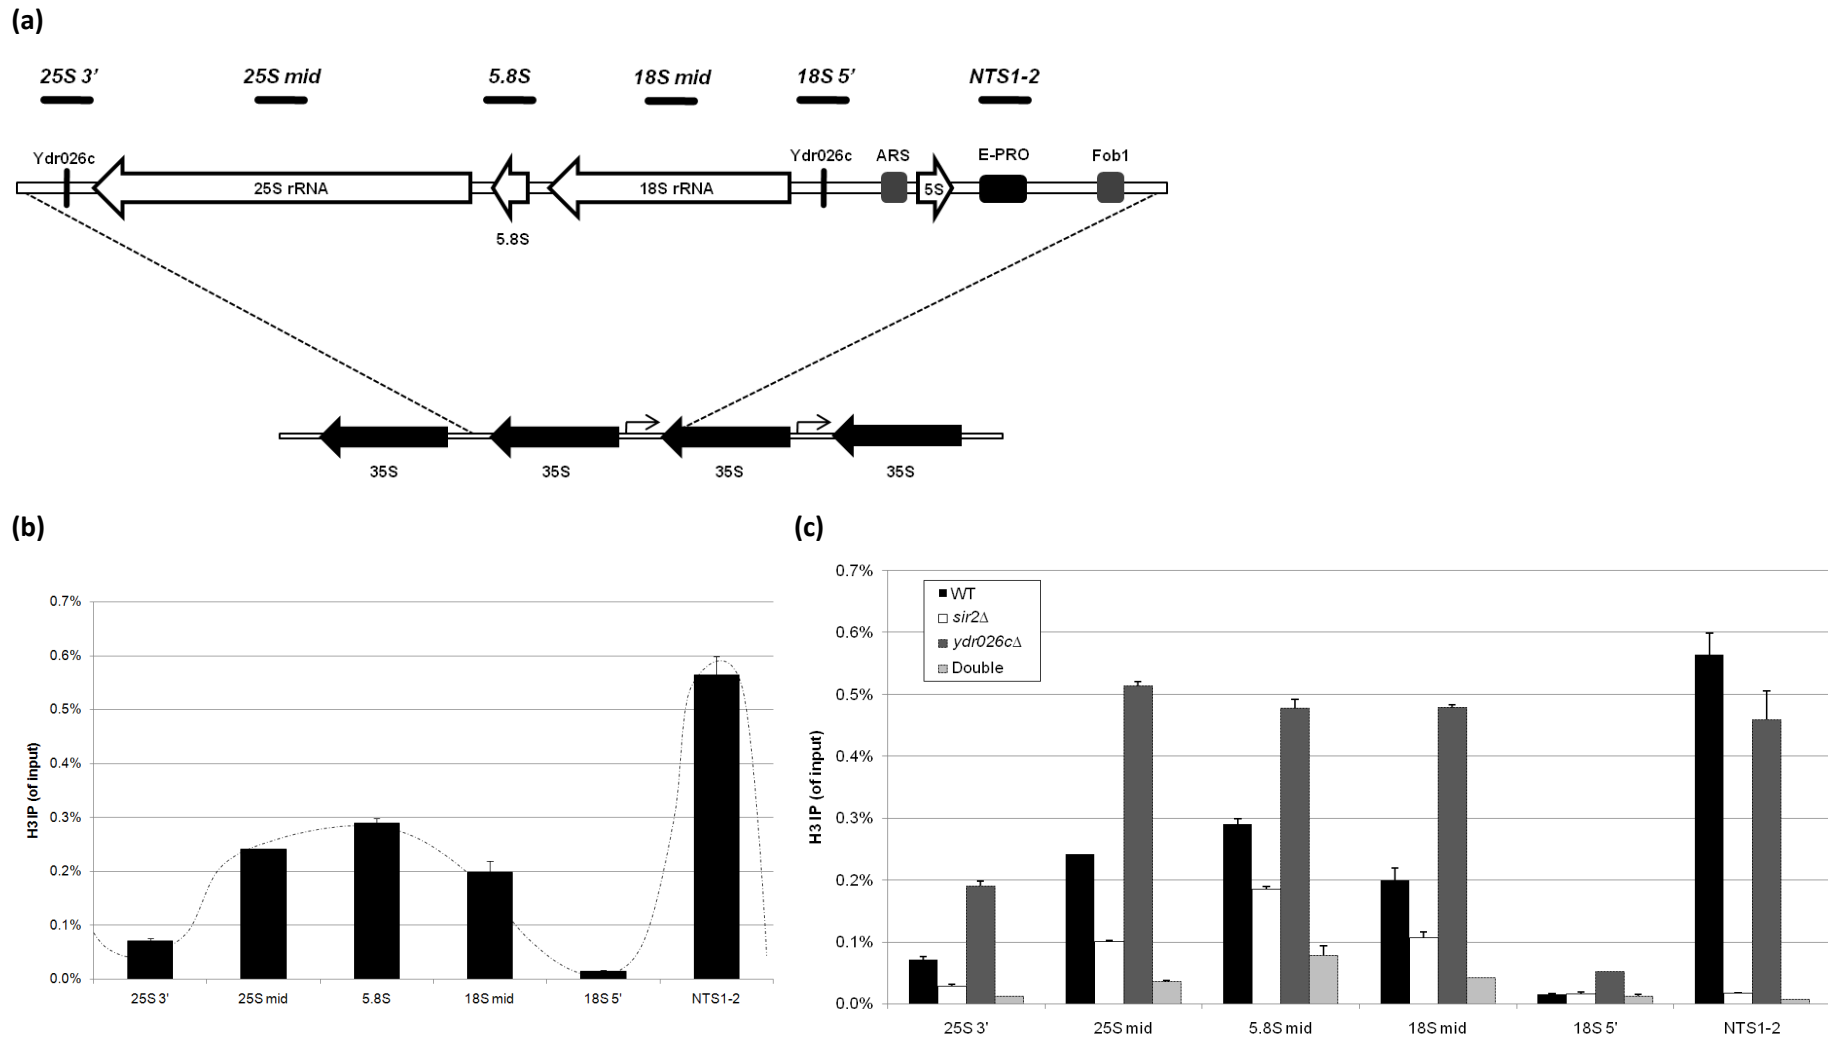 (a)
25S 3' 25S mid 5.8S 18S mid 18S 5' NTS1-2
Ydr026c Ydr026c ARS E-PRO Fob1
25S rRNA 18S rRNA 5S
5.8S
35S 35S 35S 35S
(b)
H3 IP (of input)
0.7%
0.6%
0.5%
0.4%
0.3%
0.2%
0.1%
0.0%
25S 3' 25S mid 5.8S 18S mid 18S 5' NTS1-2
(c)
H3 IP (of input)
0.7%
0.6%
0.5%
0.4%
0.3%
0.2%
0.1%
0.0%
WT
sir2Δ
ydr026cΔ
Double
25S 3' 25S mid 5.8S mid 18S mid 18S 5' NTS1-2